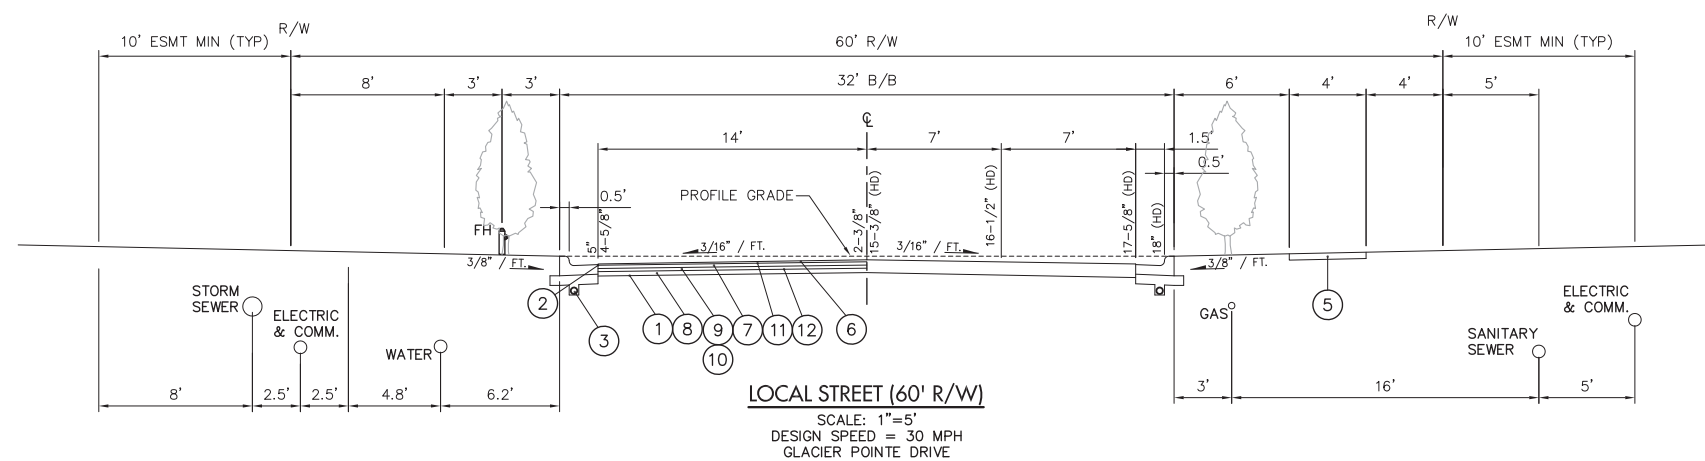 R/W
R/W
10' ESMT MIN (TYP)
60' R/W
10' ESMT MIN (TYP)
8'
3'
3'
32' B/B
6'
4'
4'
5'
℄
14'
7'
7'
1.5'
0.5'
0.5'
PROFILE GRADE
FH
5"
4-5/8"
2-3/8"
15-3/8" (HD)
16-1/2" (HD)
17-5/8" (HD)
18" (HD)
3/16" / FT.
3/16" / FT.
3/8" / FT.
3/8" / FT.
STORM
SEWER
ELECTRIC
& COMM.
WATER
2
3
1
8
9
7
11
12
6
10
GAS
5
SANITARY
SEWER
ELECTRIC
& COMM.
8'
2.5'
2.5'
4.8'
6.2'
3'
16'
5'
LOCAL STREET (60' R/W)
SCALE: 1"=5'
DESIGN SPEED = 30 MPH
GLACIER POINTE DRIVE